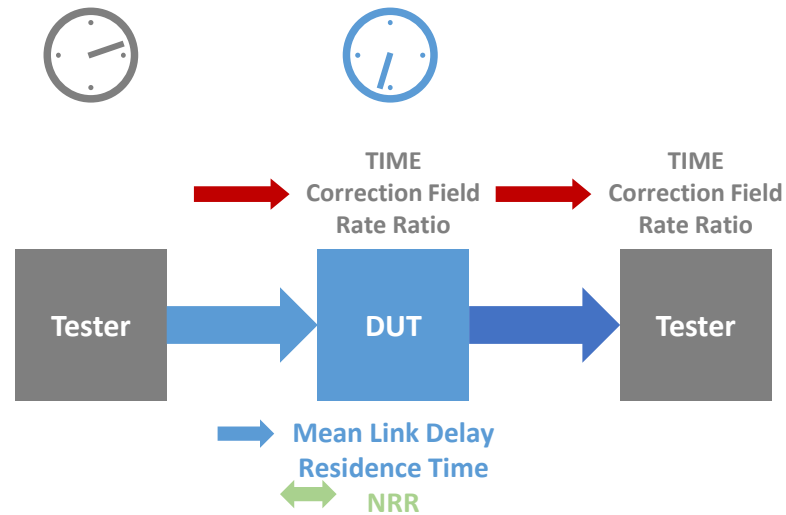 TIME
Correction Field
Rate Ratio
TIME
Correction Field
Rate Ratio
Tester
DUT
Tester
Mean Link Delay
Residence Time
NRR